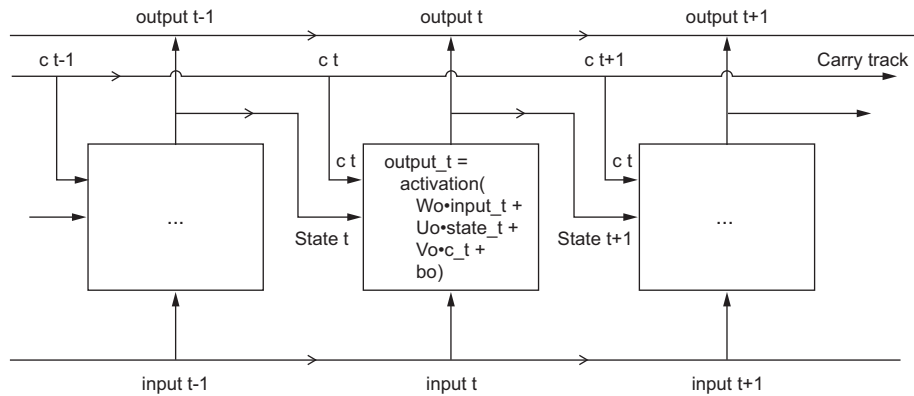 output t-1
output t
output t+1
c t-1
c t
c t+1
Carry track
c t
c t
...
output_t =
activation(
Wo•input_t +
Uo•state_t +
Vo•c_t +
bo)
...
State t
State t+1
input t-1
input t
input t+1